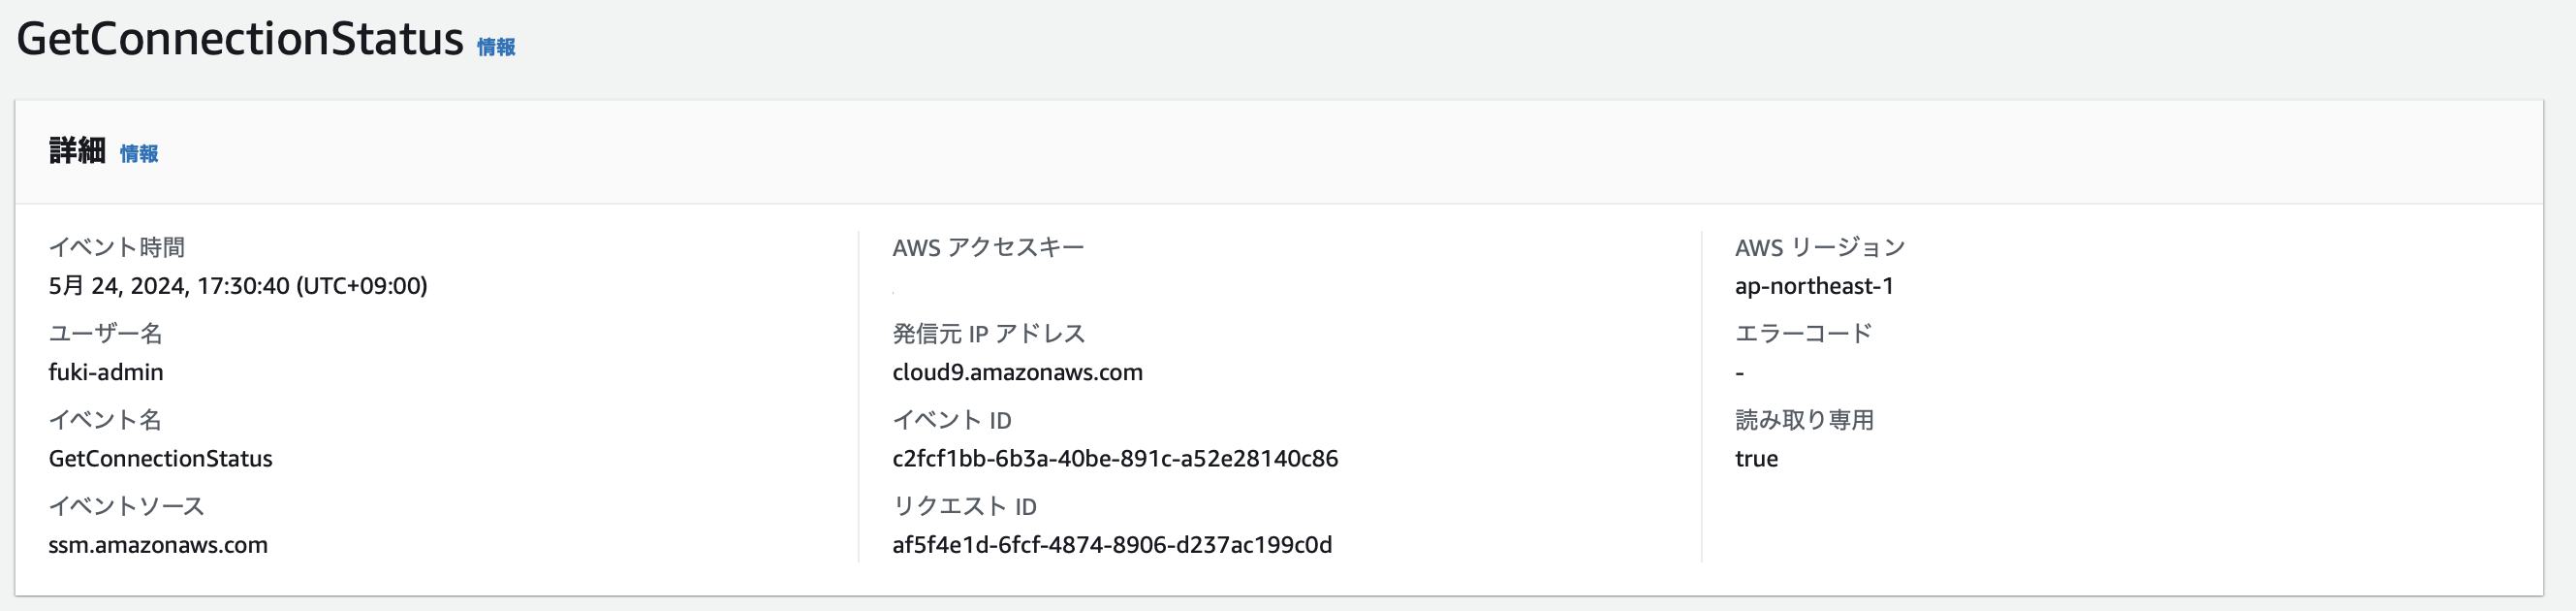 GetConnectionStatus 情報
詳細 情報
イベント時間
5月 24, 2024, 17:30:40 (UTC+09:00)
ユーザー名
fuki-admin
イベント名
GetConnectionStatus
イベントソース
ssm.amazonaws.com
AWS アクセスキー
発信元 IP アドレス
cloud9.amazonaws.com
イベント ID
c2fcf1bb-6b3a-40be-891c-a52e28140c86
リクエスト ID
af5f4e1d-6fcf-4874-8906-d237ac199c0d
AWS リージョン
ap-northeast-1
エラーコード
-
読み取り専用
true